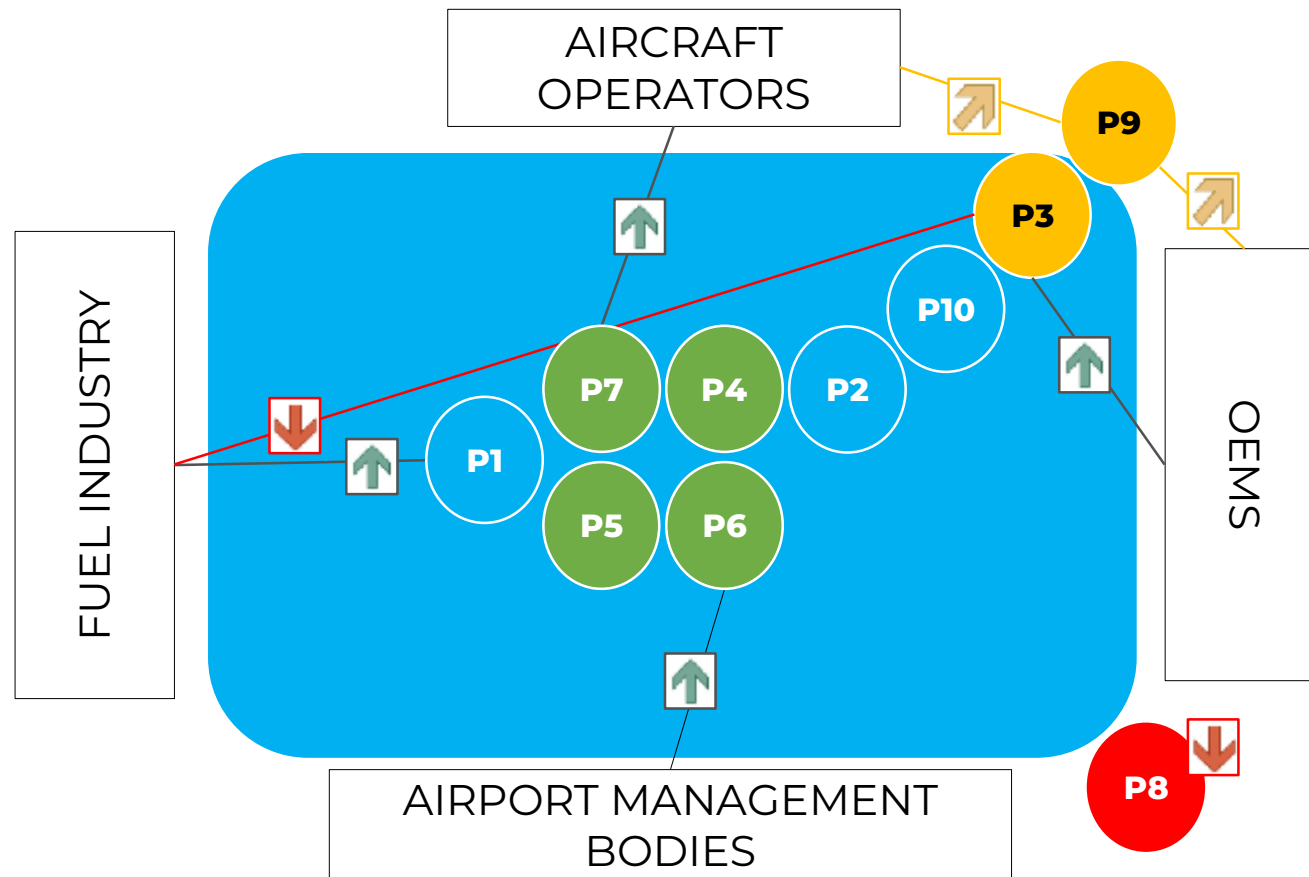 AIRCRAFT
OPERATORS
P9
P3
FUEL INDUSTRY
P10
P7
P4
P2
P1
OEMS
P5
P6
AIRPORT MANAGEMENT
BODIES
P8